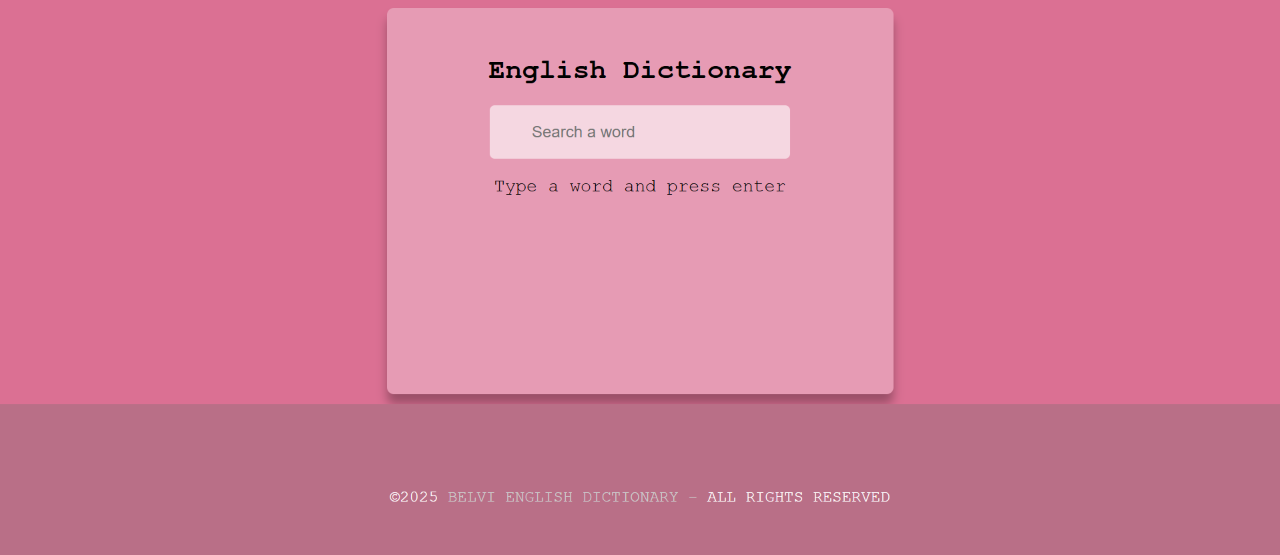 English Dictionary
Search a word
Type a word and press enter
©2025 BELVI ENGLISH DICTIONARY - ALL RIGHTS RESERVED